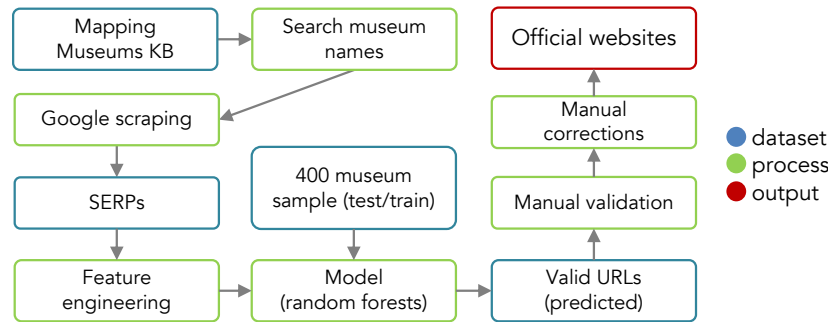 Mapping
Museums KB
Search museum
names
Official websites
Google scraping
Manual
corrections
SERPs
400 museum
sample (test/train)
Manual validation
Feature
engineering
Model
(random forests)
Valid URLs
(predicted)
dataset
process
output